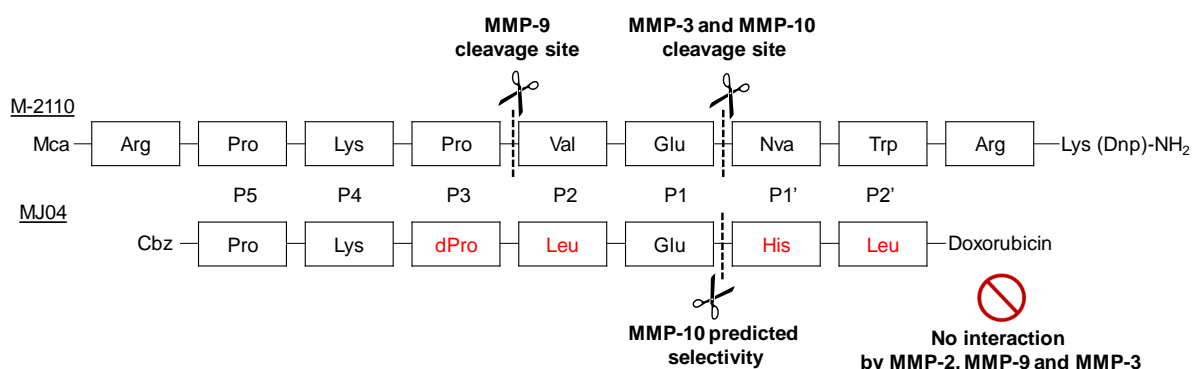 MMP-9
cleavage site
MMP-3 and MMP-10
cleavage site
M-2110
Mca Arg Pro Lys Pro Val Glu Nva Trp Arg Lys (Dnp)-NH₂
P5 P4 P3 P2 P1 P1' P2'
MJ04
Cbz Pro Lys dPro Leu Glu His Leu Doxorubicin
MMP-10 predicted
selectivity
No interaction
by MMP-2, MMP-9 and MMP-3